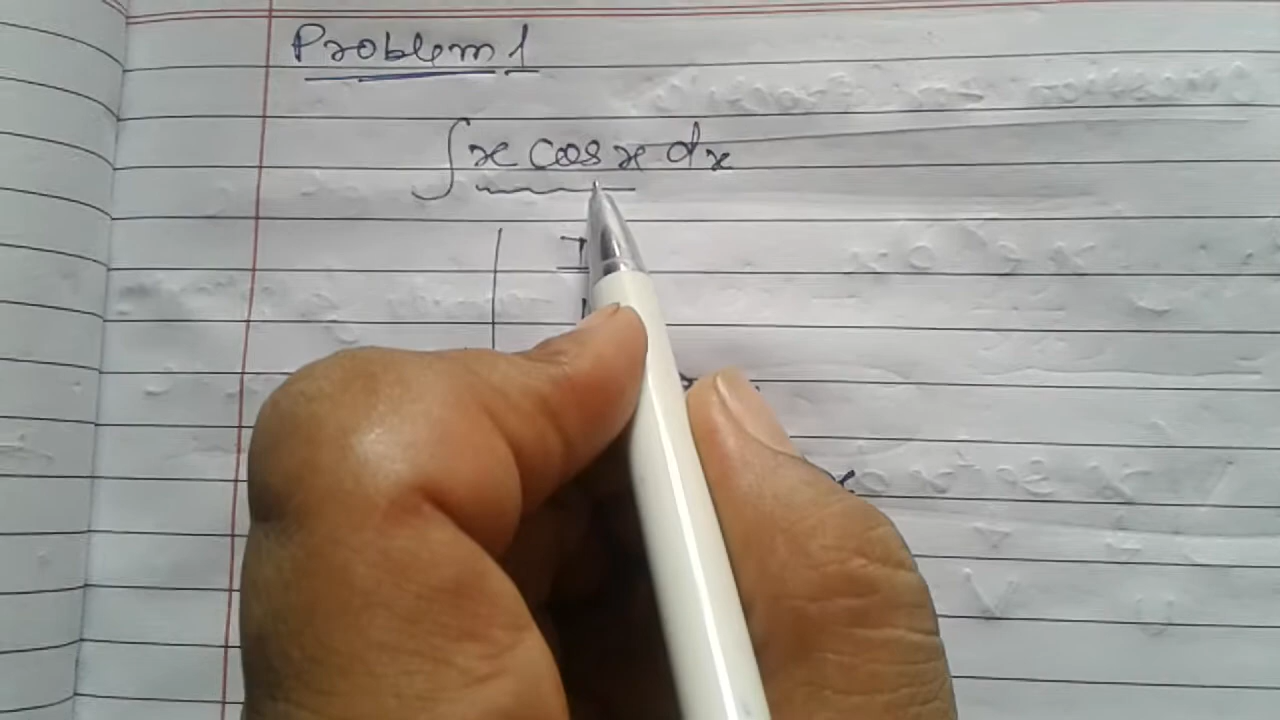 Problem 1
∫ x cos x dx
I